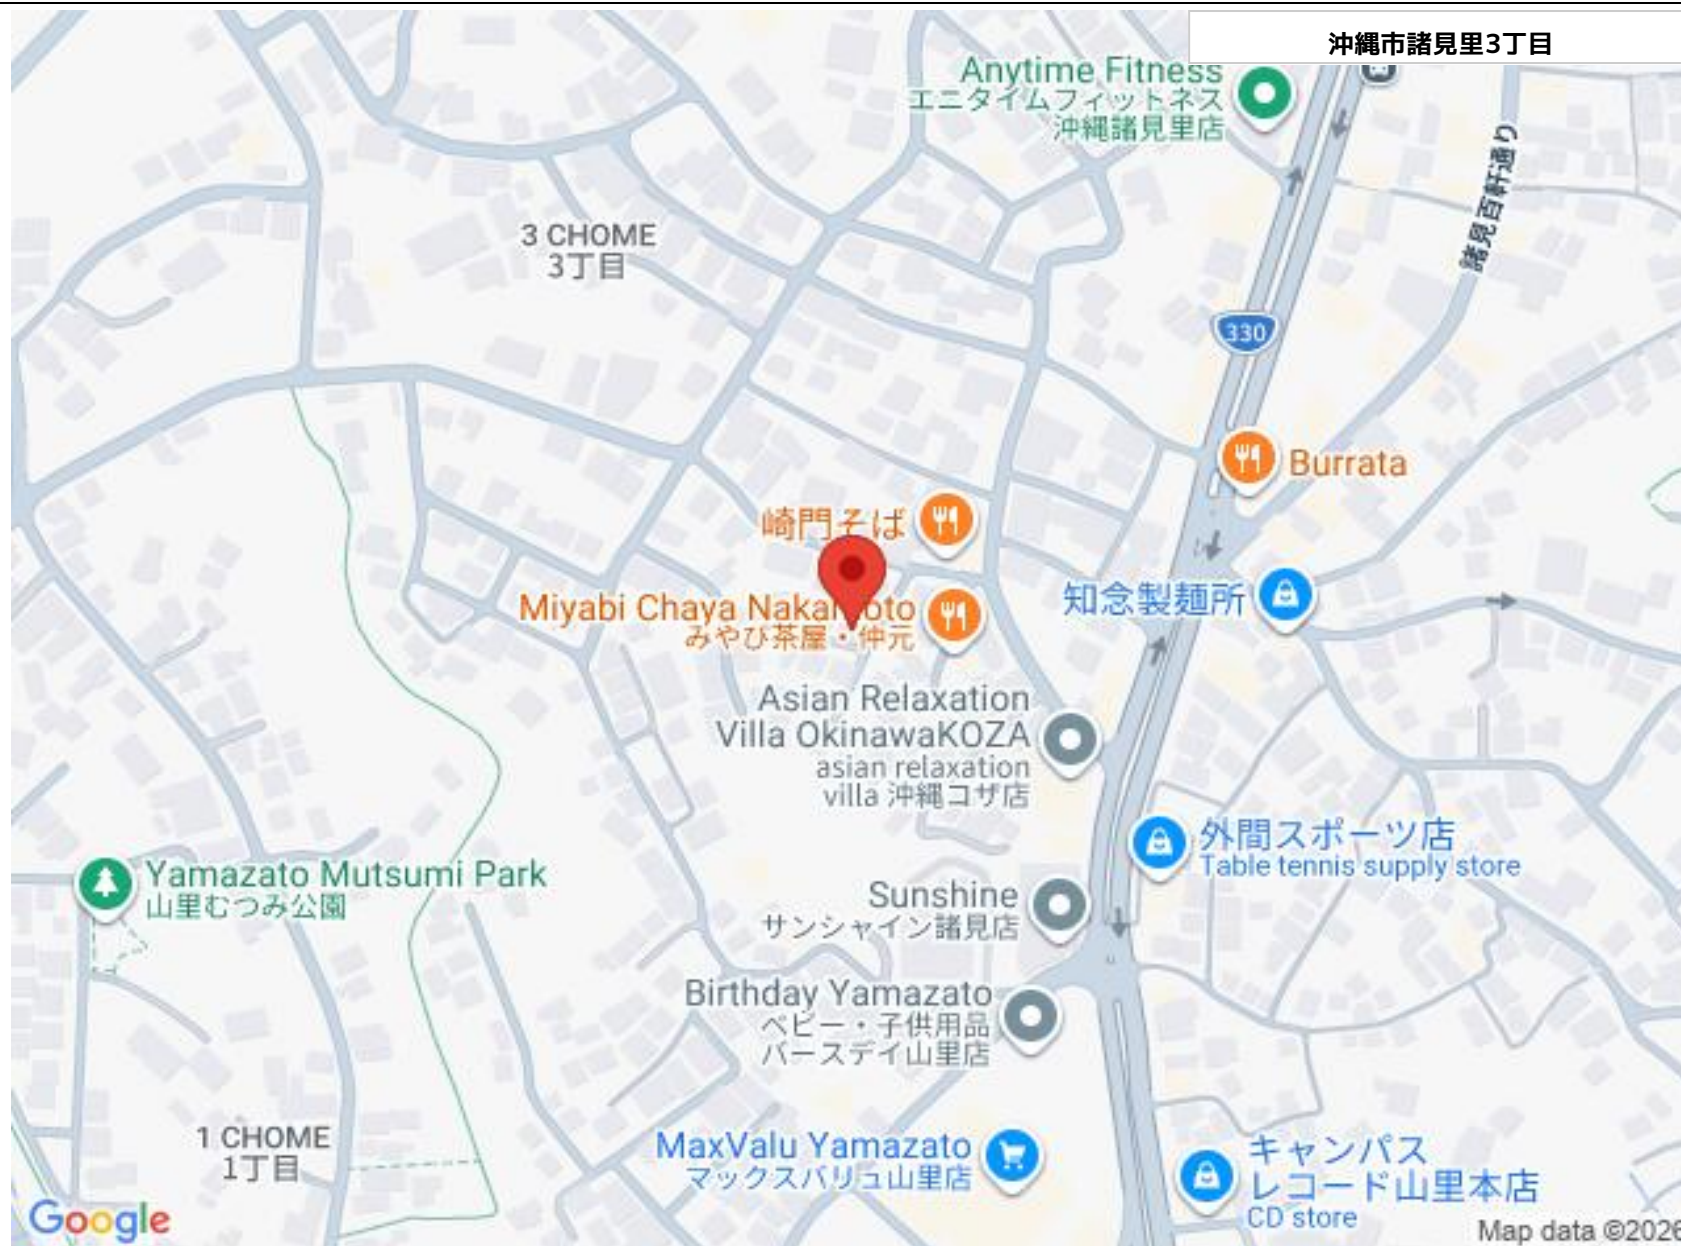 沖縄市諸見里3丁目
Anytime Fitness
エニタイムフィットネス
沖縄諸見里店
諸見百軒通り
3 CHOME
3丁目
330
Burrata
崎門そば
知念製麺所
Miyabi Chaya Nakamoto
みやび茶屋・仲元
Asian Relaxation
Villa OkinawaKOZA
asian relaxation
villa 沖縄コザ店
外間スポーツ店
Table tennis supply store
Yamazato Mutsumi Park
山里むつみ公園
Sunshine
サンシャイン諸見店
Birthday Yamazato
ベビー・子供用品
バースデイ山里店
1 CHOME
1丁目
MaxValu Yamazato
マックスバリュ山里店
キャンパス
レコード山里本店
CD store
Google
Map data ©2026